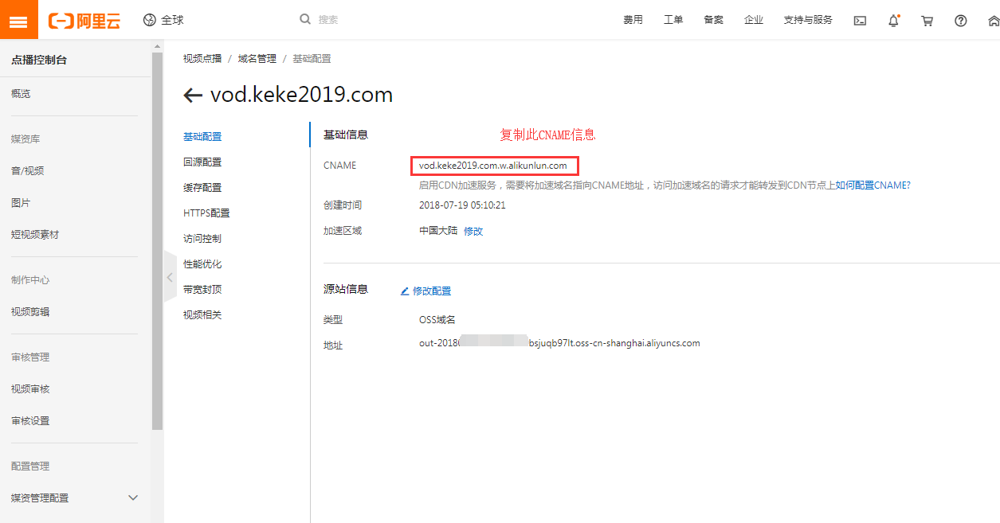 阿里云 全球 搜索 费用 工单 备案 企业 支持与服务
点播控制台
概览
媒资库
音/视频
图片
短视频素材
制作中心
视频剪辑
审核管理
视频审核
审核设置
配置管理
媒资管理配置
视频点播 / 域名管理 / 基础配置
vod.keke2019.com
基础配置
回源配置
缓存配置
HTTPS配置
访问控制
性能优化
带宽封顶
视频相关
基础信息 复制此CNAME信息
CNAME vod.keke2019.com.w.alikunlun.com
启用CDN加速服务，需要将加速域名指向CNAME地址，访问加速域名的请求才能转发到CDN节点上如何配置CNAME?
创建时间 2018-07-19 05:10:21
加速区域 中国大陆 修改
源站信息 修改配置
类型 OSS域名
地址 out-2018 bsjuqb97lt.oss-cn-shanghai.aliyuncs.com